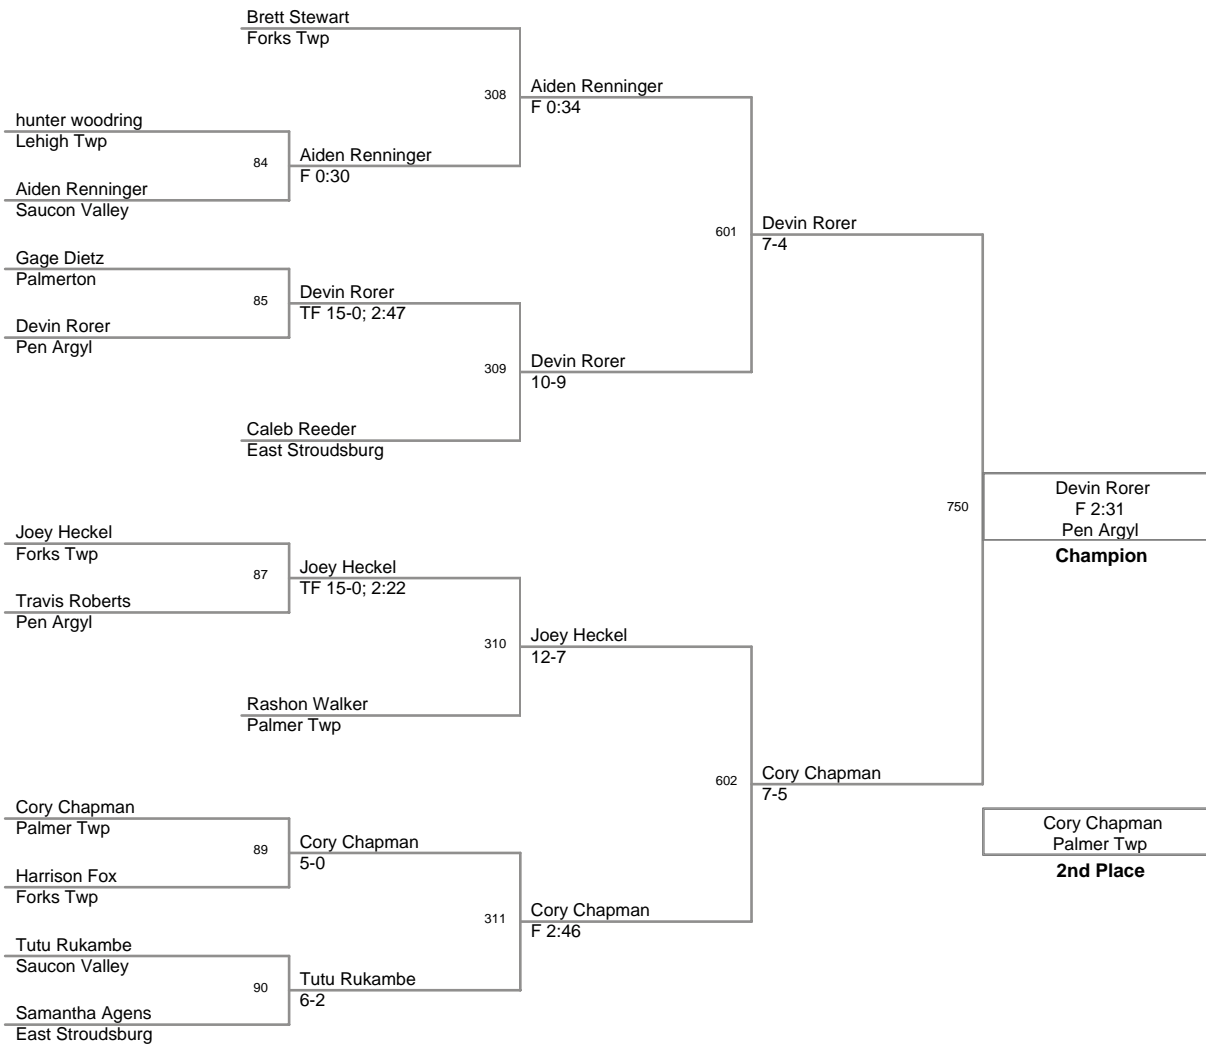 Brett Stewart
Forks Twp
308
Aiden Renninger
F 0:34
hunter woodring
Lehigh Twp
84
Aiden Renninger
F 0:30
Aiden Renninger
Saucon Valley
601
Devin Rorer
7-4
Gage Dietz
Palmerton
85
Devin Rorer
TF 15-0; 2:47
Devin Rorer
Pen Argyl
309
Devin Rorer
10-9
Caleb Reeder
East Stroudsburg
750
Devin Rorer
F 2:31
Pen Argyl
Champion
Joey Heckel
Forks Twp
87
Joey Heckel
TF 15-0; 2:22
Travis Roberts
Pen Argyl
310
Joey Heckel
12-7
Rashon Walker
Palmer Twp
602
Cory Chapman
7-5
Cory Chapman
Palmer Twp
2nd Place
Cory Chapman
Palmer Twp
89
Cory Chapman
5-0
Harrison Fox
Forks Twp
311
Cory Chapman
F 2:46
Tutu Rukambe
Saucon Valley
90
Tutu Rukambe
6-2
Samantha Agens
East Stroudsburg